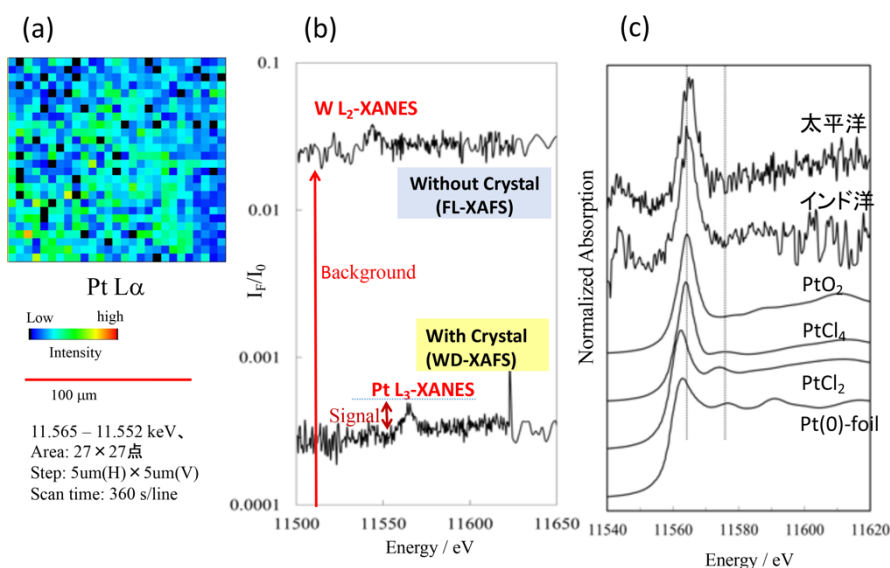 (a)
Pt Lα
Low high
Intensity
100 μm
11.565 – 11.552 keV、
Area: 27×27点
Step: 5um(H)×5um(V)
Scan time: 360 s/line
(b)
0.1
0.01
0.001
0.0001
IF/I0
W L2-XANES
Without Crystal
(FL-XAFS)
Background
With Crystal
(WD-XAFS)
Pt L3-XANES
Signal
11500 11550 11600 11650
Energy / eV
(c)
Normalized Absorption
太平洋
インド洋
PtO2
PtCl4
PtCl2
Pt(0)-foil
11540 11560 11580 11600 11620
Energy / eV